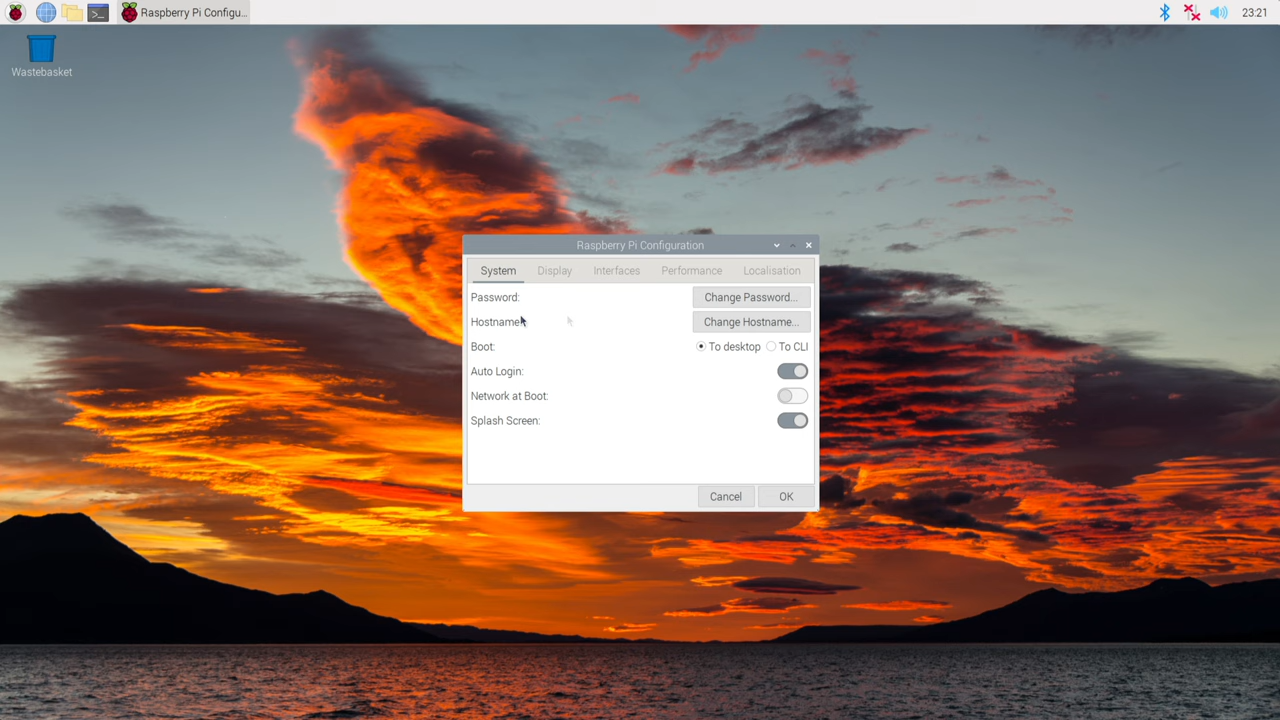 Raspberry Pi Configu...
23:21
Wastebasket
Raspberry Pi Configuration
System Display Interfaces Performance Localisation
Password: Change Password...
Hostname: Change Hostname...
Boot: To desktop To CLI
Auto Login:
Network at Boot:
Splash Screen:
Cancel OK